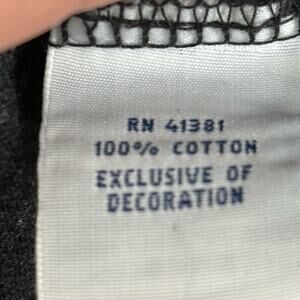 RN 41381
100% COTTON
EXCLUSIVE OF
DECORATION